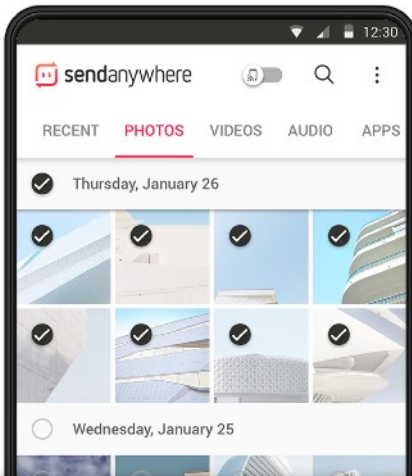 12:30
sendanywhere
RECENT PHOTOS VIDEOS AUDIO APPS
Thursday, January 26
Wednesday, January 25